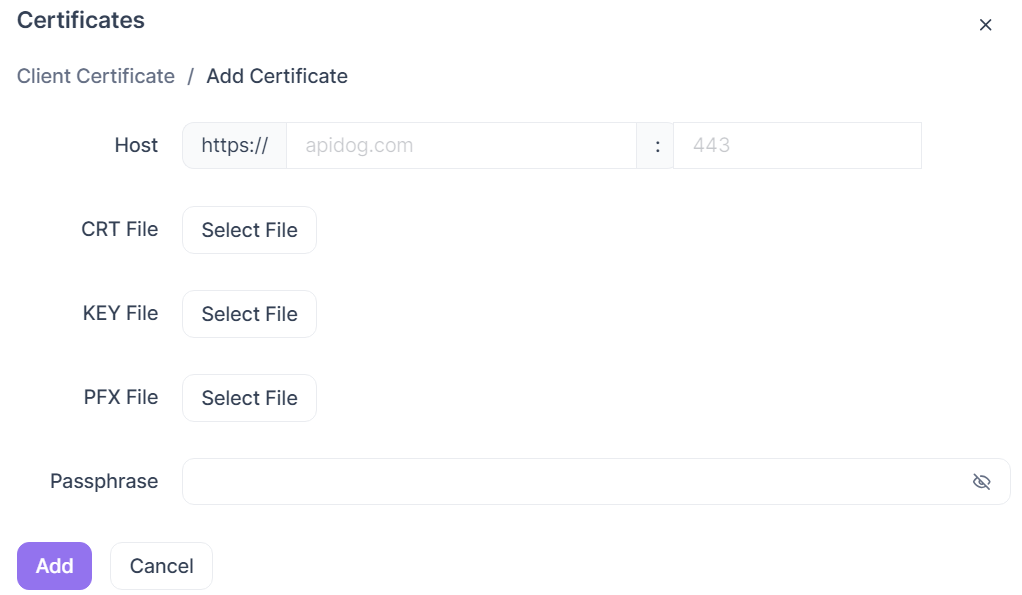 Certificates
Client Certificate / Add Certificate
Host https:// apidog.com : 443
CRT File Select File
KEY File Select File
PFX File Select File
Passphrase
Add Cancel